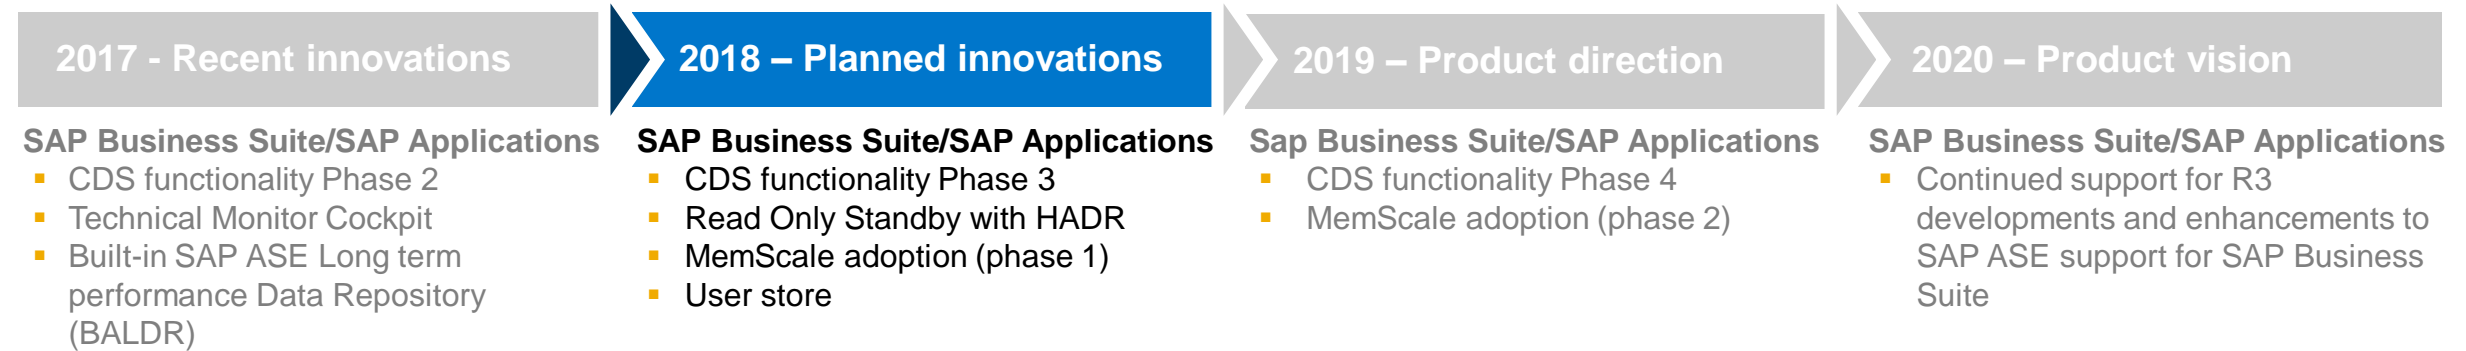 2017 - Recent innovations
SAP Business Suite/SAP Applications
▪ CDS functionality Phase 2
▪ Technical Monitor Cockpit
▪ Built-in SAP ASE Long term
performance Data Repository
(BALDR)
2018 – Planned innovations
SAP Business Suite/SAP Applications
▪ CDS functionality Phase 3
▪ Read Only Standby with HADR
▪ MemScale adoption (phase 1)
▪ User store
2019 – Product direction
Sap Business Suite/SAP Applications
▪ CDS functionality Phase 4
▪ MemScale adoption (phase 2)
2020 – Product vision
SAP Business Suite/SAP Applications
▪ Continued support for R3
developments and enhancements to
SAP ASE support for SAP Business
Suite